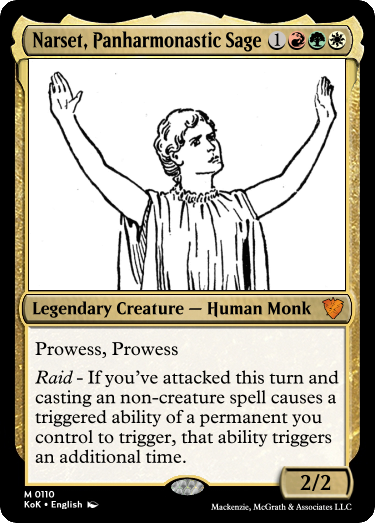 Narset, Panharmonastic Sage 1
Legendary Creature — Human Monk
Prowess, Prowess
Raid - If you've attacked this turn and
casting an non-creature spell causes a
triggered ability of a permanent you
control to trigger, that ability triggers
an additional time.
2/2
M 0110
KoK • English
Mackenzie, McGrath & Associates LLC